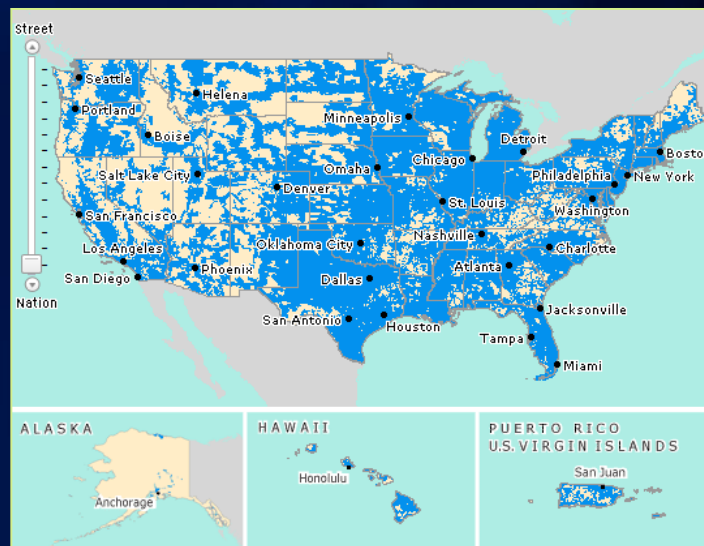 Street
Seattle
Helena
Portland
Minneapolis
Boise
Detroit
Boston
Chicago
Omaha
Salt Lake City
Philadelphia
New York
Denver
St. Louis
Washington
San Francisco
Nashville
Oklahoma City
Charlotte
Los Angeles
Phoenix
Atlanta
San Diego
Dallas
Nation
Jacksonville
San Antonio
Houston
Tampa
Miami
ALASKA
Anchorage
HAWAII
Honolulu
PUERTO RICO
U.S. VIRGIN ISLANDS
San Juan